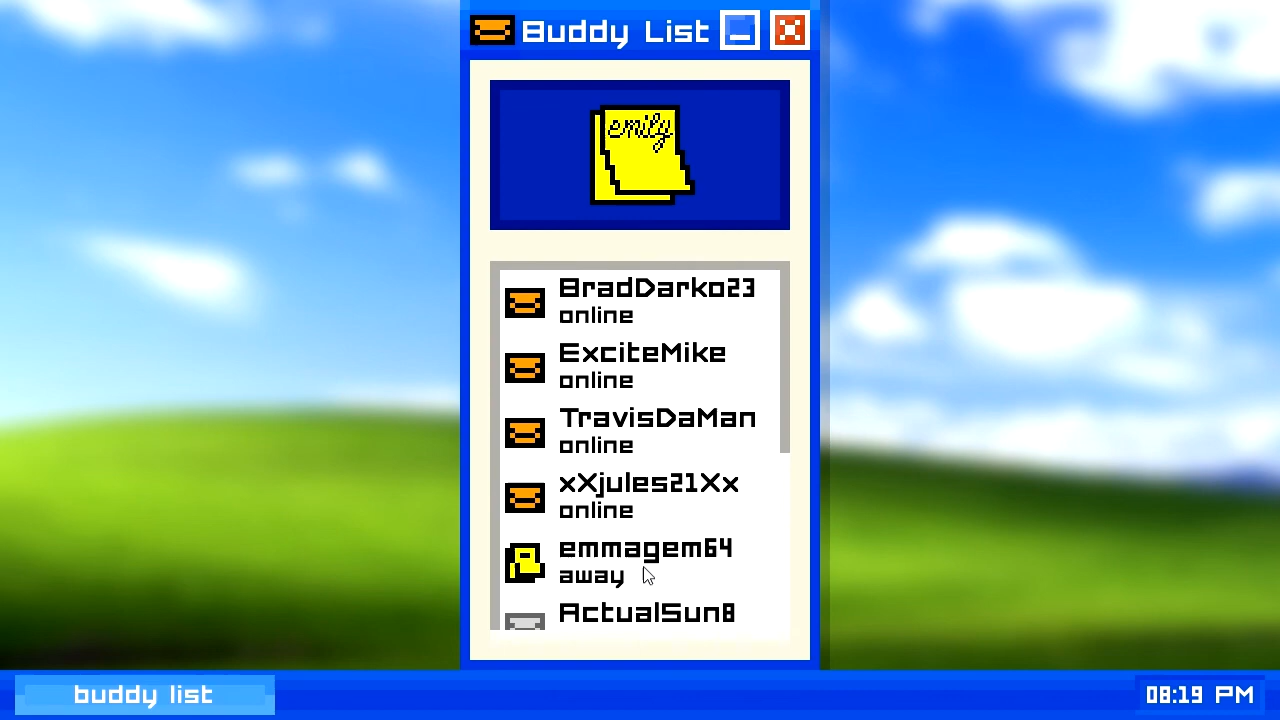 Buddy List
emily
BradDarko23
online
ExciteMike
online
TravisDaMan
online
xXjules21Xx
online
emmagem64
away
ActualSun8
buddy list
08:19 PM